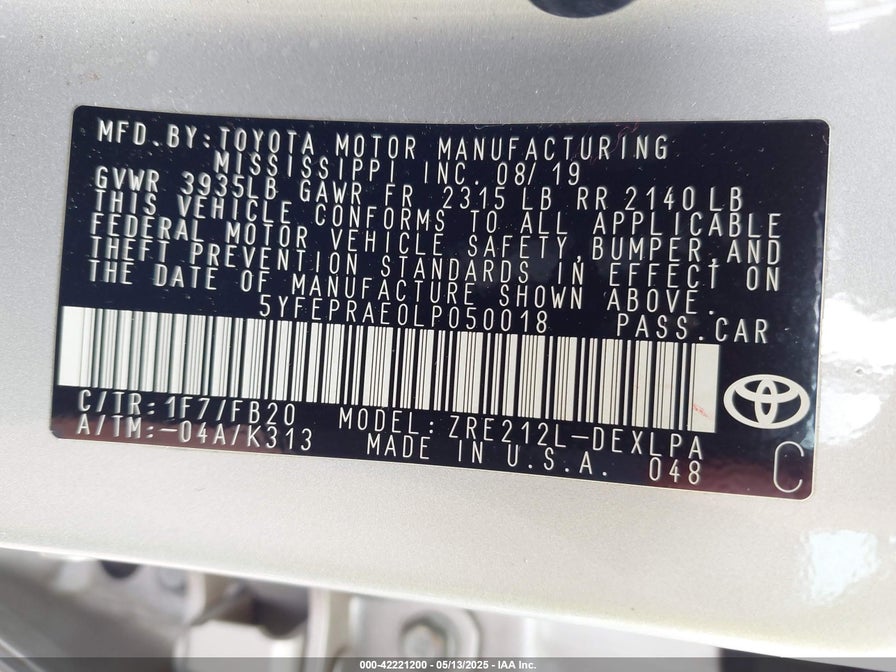 MFD.BY:TOYOTA MOTOR MANUFACTURING
MISSISSIPPI INC 08/19
GVWR 3935LB GAWR FR 2315 LB RR 2140 LB
THIS VEHICLE CONFORMS TO ALL APPLICABLE
FEDERAL MOTOR VEHICLE SAFETY,BUMPER,AND
THEFT PREVENTION STANDARDS IN EFFECT ON
THE DATE OF MANUFACTURE SHOWN ABOVE.
5YFEPRAE0LP050018 PASS.CAR
C/TR:1F7/FB20 MODEL:ZRE212L-DEXLPA
A/TM:-04A/K313 MADE IN U.S.A. 048
C
000-42221200 - 05/13/2025 - IAA Inc.